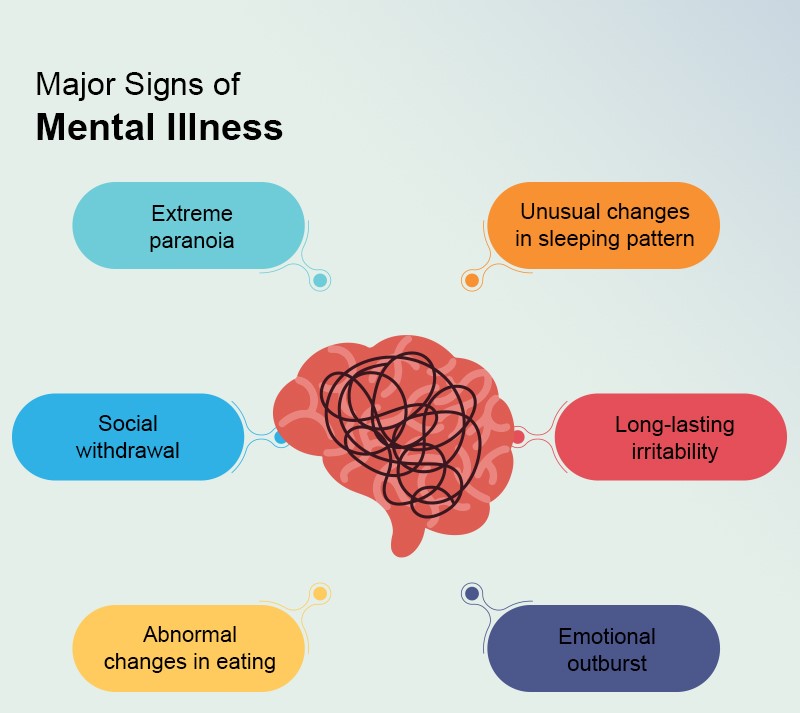 Major Signs of
Mental Illness
Extreme
paranoia
Unusual changes
in sleeping pattern
Social
withdrawal
Long-lasting
irritability
Abnormal
changes in eating
Emotional
outburst